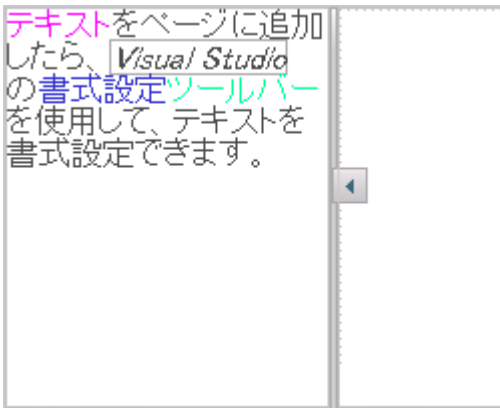 テキストをページに追加
したら、Visual Studio
の書式設定ツールバー
を使用して、テキストを
書式設定できます。